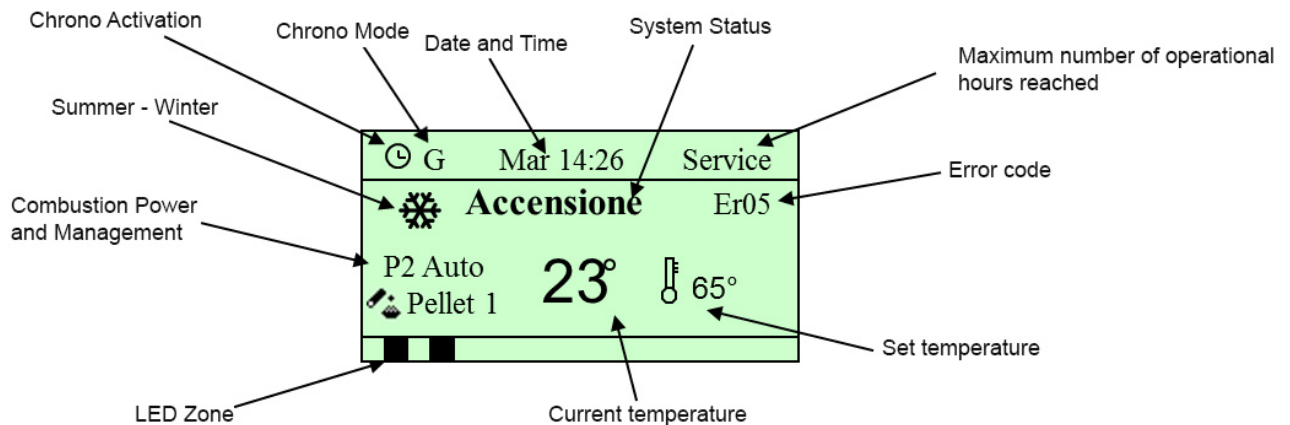 Chrono Activation
Chrono Mode
Date and Time
System Status
Maximum number of operational
hours reached
Summer - Winter
G Mar 14:26 Service
Error code
Accensione Er05
Combustion Power
and Management
P2 Auto
23° 65°
Pellet 1
Set temperature
LED Zone
Current temperature